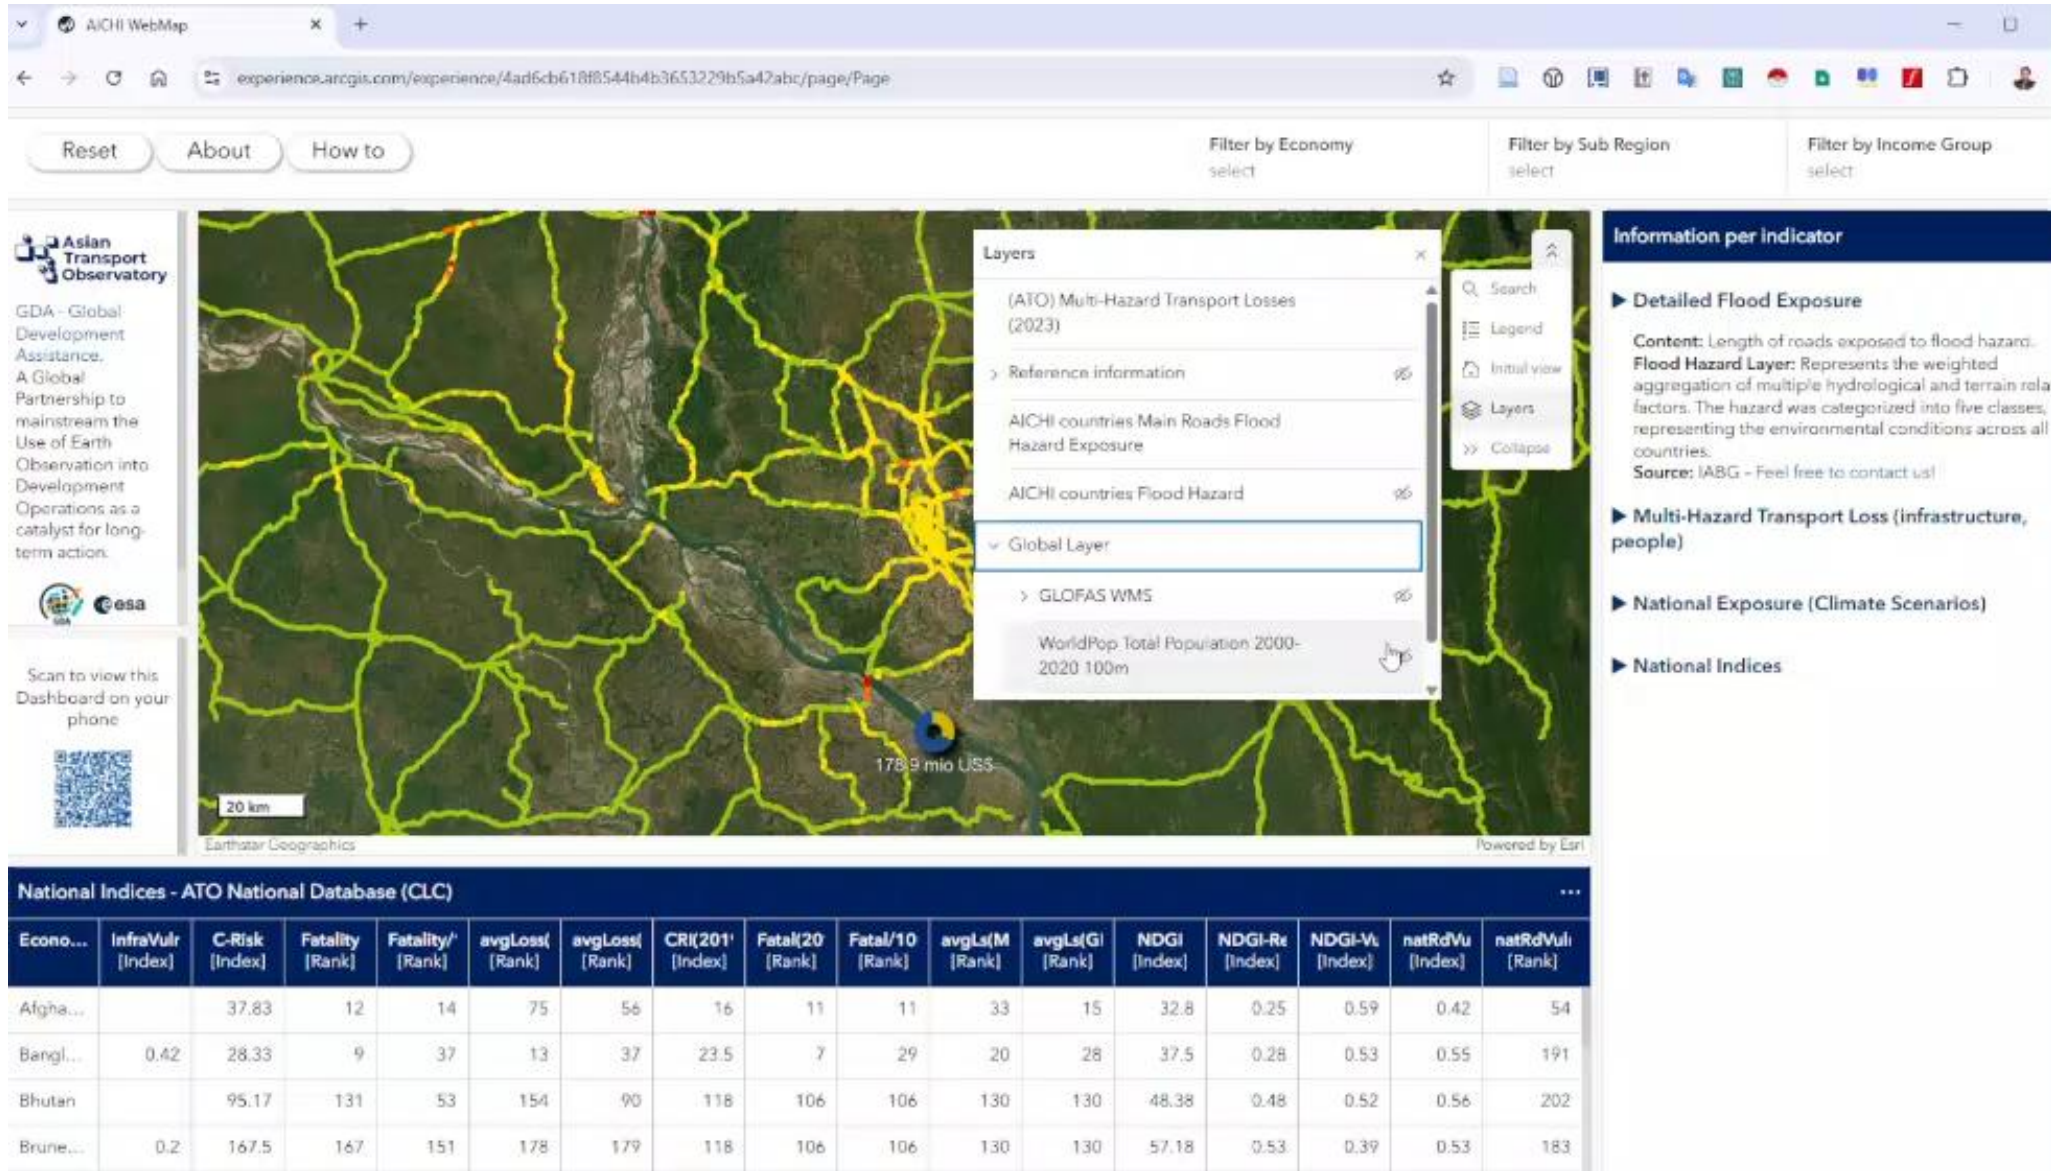 AICHI WebMap
experience.arcgis.com/experience/4ad6cb618f8544b4b3653229b5a42abc/page/Page
Reset
About
How to
Filter by Economy
select
Filter by Sub Region
select
Filter by Income Group
select
Asian
Transport
Observatory
GDA - Global
Development
Assistance.
A Global
Partnership to
mainstream the
Use of Earth
Observation into
Development
Operations as a
catalyst for long-
term action.
GDA
esa
Scan to view this
Dashboard on your
phone
Layers
(ATO) Multi-Hazard Transport Losses
(2023)
Reference information
AICHI countries Main Roads Flood
Hazard Exposure
AICHI countries Flood Hazard
Global Layer
GLOFAS WMS
WorldPop Total Population 2000-
2020 100m
Search
Legend
Initial view
Layers
Collapse
178.9 mio US$
20 km
Earthstar Geographics
Powered by Esri
Information per indicator
Detailed Flood Exposure
Content: Length of roads exposed to flood hazard.
Flood Hazard Layer: Represents the weighted
aggregation of multiple hydrological and terrain rela
factors. The hazard was categorized into five classes,
representing the environmental conditions across all
countries.
Source: IABG - Feel free to contact us!
Multi-Hazard Transport Loss (infrastructure,
people)
National Exposure (Climate Scenarios)
National Indices
National Indices - ATO National Database (CLC)
Econo... InfraVulr C-Risk Fatality Fatality/' avgLoss( avgLoss( CRI(201' Fatal(20 Fatal/10 avgLs(M avgLs(G NDGI NDGI-Re NDGI-Vu natRdVu natRdVuli
[Index] [Index] [Rank] [Rank] [Rank] [Rank] [Index] [Rank] [Rank] [Rank] [Rank] [Index] [Index] [Index] [Index] [Rank]
Afgha... 37.83 12 14 75 56 16 11 11 33 15 32.8 0.25 0.59 0.42 54
Bangl... 0.42 28.33 9 37 13 37 23.5 7 29 20 28 37.5 0.28 0.53 0.55 191
Bhutan 95.17 131 53 154 90 118 106 106 130 130 48.38 0.48 0.52 0.56 202
Brune... 0.2 167.5 167 151 178 179 118 106 106 130 130 57.18 0.53 0.39 0.53 183